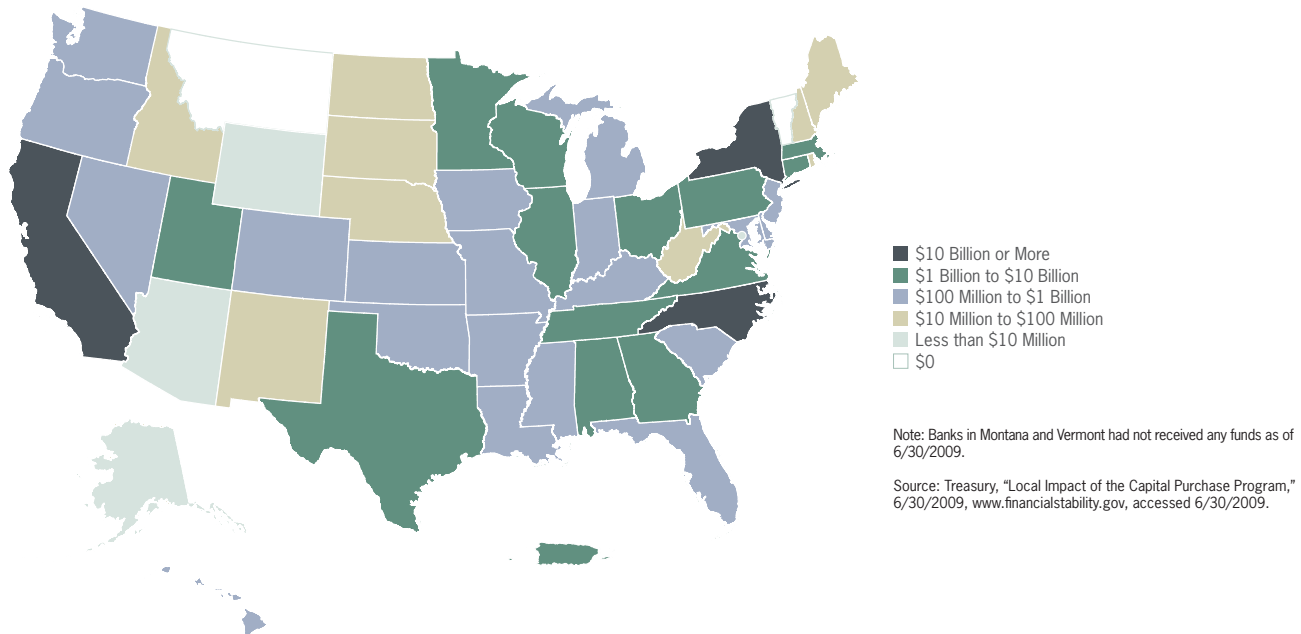 $10 Billion or More
$1 Billion to $10 Billion
$100 Million to $1 Billion
$10 Million to $100 Million
Less than $10 Million
$0
Note: Banks in Montana and Vermont had not received any funds as of
6/30/2009.
Source: Treasury, “Local Impact of the Capital Purchase Program,”
6/30/2009, www.financialstability.gov, accessed 6/30/2009.